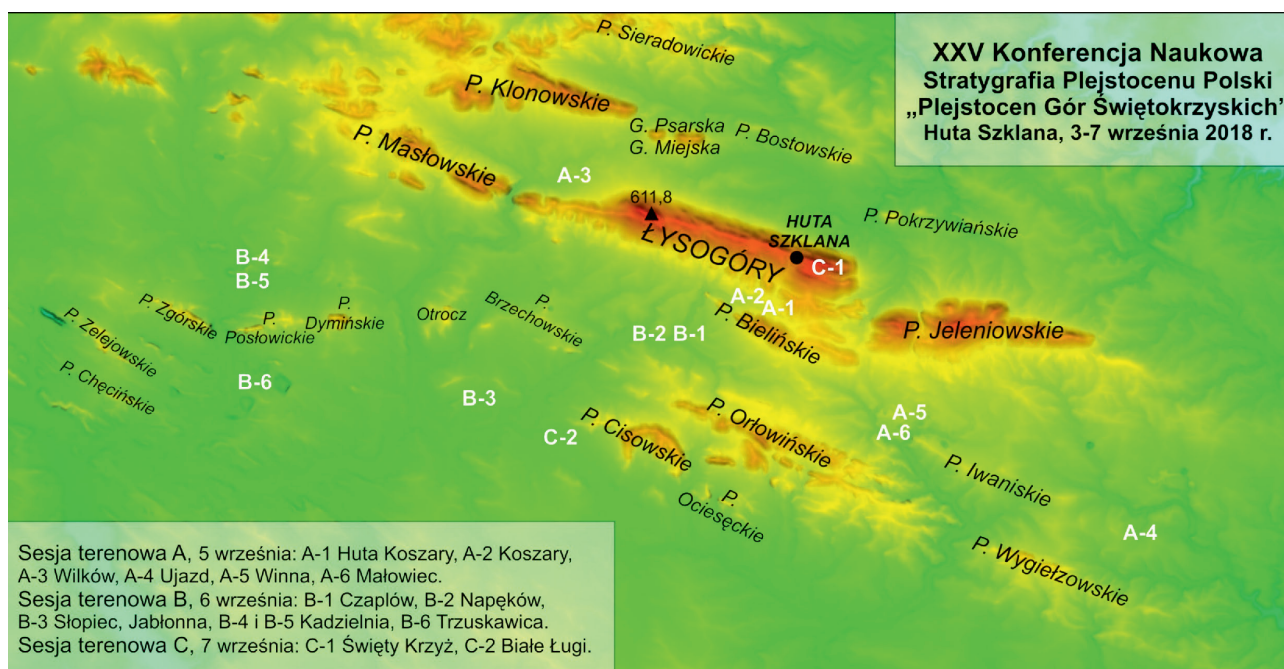 XXV Konferencja Naukowa
Stratygrafia Plejstocenu Polski
„Plejstocen Gór Świętokrzyskich"
Huta Szklana, 3-7 września 2018 r.
P. Sieradowickie
P. Klonowskie
G. Psarska
G. Miejska
P. Bostowskie
P. Masłowskie
A-3
611,8
P. Pokrzywiańskie
HUTA
SZKLANA
ŁYSOGÓRY
C-1
B-4
B-5
A-2
A-1
P. Zelejowskie
P. Zgórskie
P.
Posłowickie
P.
Dymińskie
Otrocz
P.
Brzechowskie
B-2 B-1
P. Bielińskie
P. Jeleniowskie
P. Chęcińskie
B-6
B-3
C-2
P. Cisowskie
P. Orłowińskie
A-5
A-6
P. Iwaniskie
P.
Ociesęckie
A-4
P. Wygiełzowskie
Sesja terenowa A, 5 września: A-1 Huta Koszary, A-2 Koszary,
A-3 Wilków, A-4 Ujazd, A-5 Winna, A-6 Małowiec.
Sesja terenowa B, 6 września: B-1 Czaplów, B-2 Napęków,
B-3 Słopiec, Jabłonna, B-4 i B-5 Kadzielnia, B-6 Trzuskawica.
Sesja terenowa C, 7 września: C-1 Święty Krzyż, C-2 Białe Ługi.